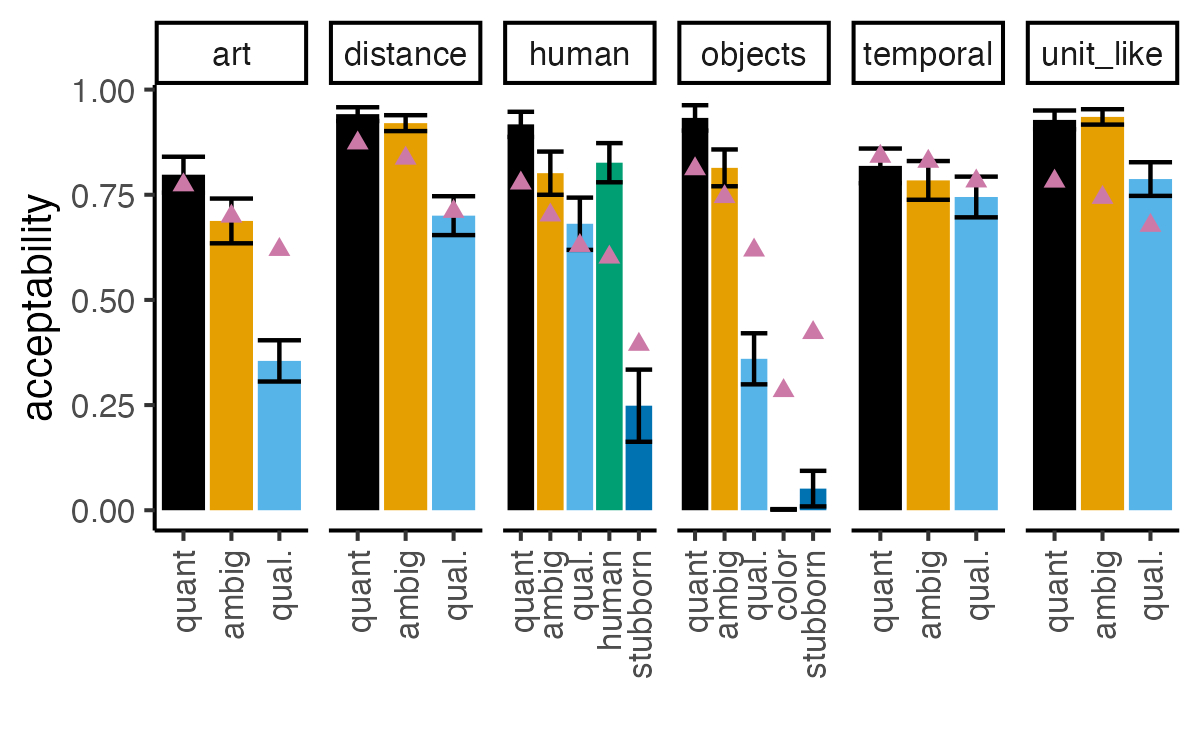 art distance human objects temporal unit_like
acceptability
1.00
0.75
0.50
0.25
0.00
quant ambig qual. quant ambig qual. quant ambig qual. human stubborn quant ambig qual. color stubborn quant ambig qual. quant ambig qual.